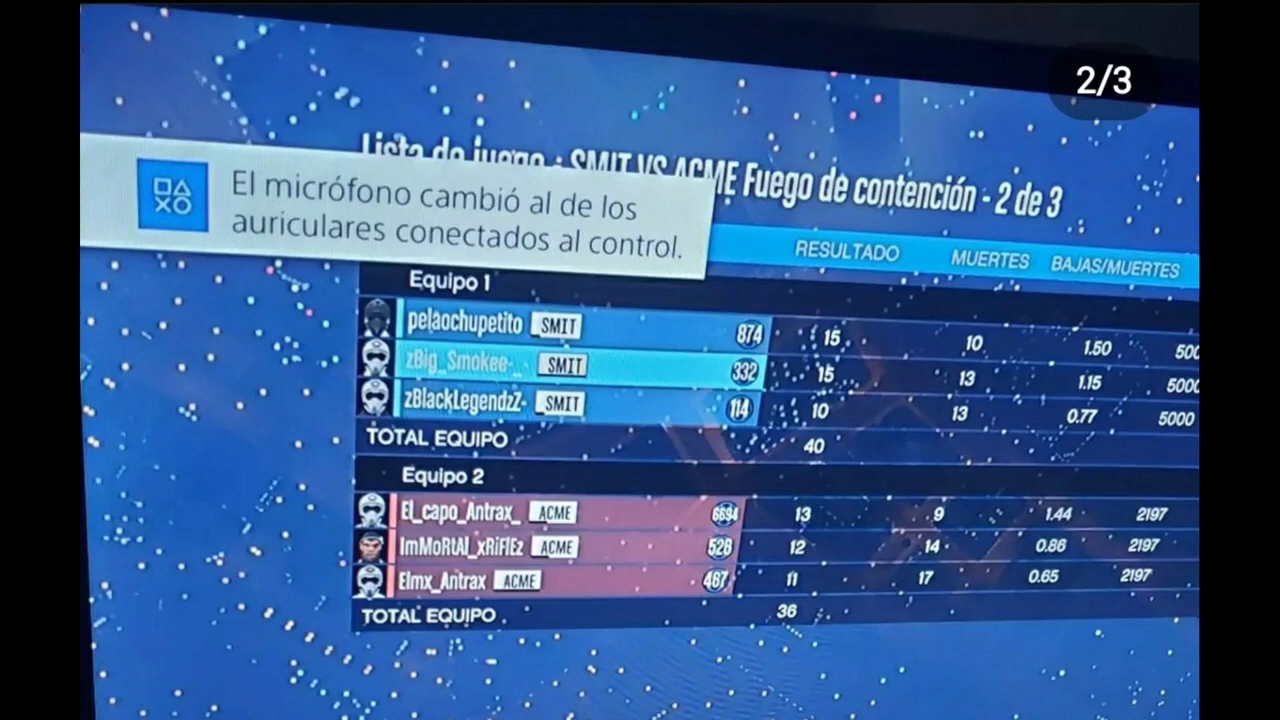 2/3
Lista de juego : SMIT VS ACME Fuego de contención - 2 de 3
El micrófono cambió al de los
auriculares conectados al control.
RESULTADO MUERTES BAJAS/MUERTES
Equipo 1
pelaochupetito SMIT 874 15 10 1.50 500
zBig_Smokee-_ SMIT 332 15 13 1.15 5000
zBlackLegendzZ- SMIT 114 10 13 0.77 5000
TOTAL EQUIPO 40
Equipo 2
El_capo_Antrax_ ACME 6694 13 9 1.44 2197
ImMoRtAl_xRiFlEz ACME 526 12 14 0.86 2197
Elmx_Antrax ACME 487 11 17 0.65 2197
TOTAL EQUIPO 36